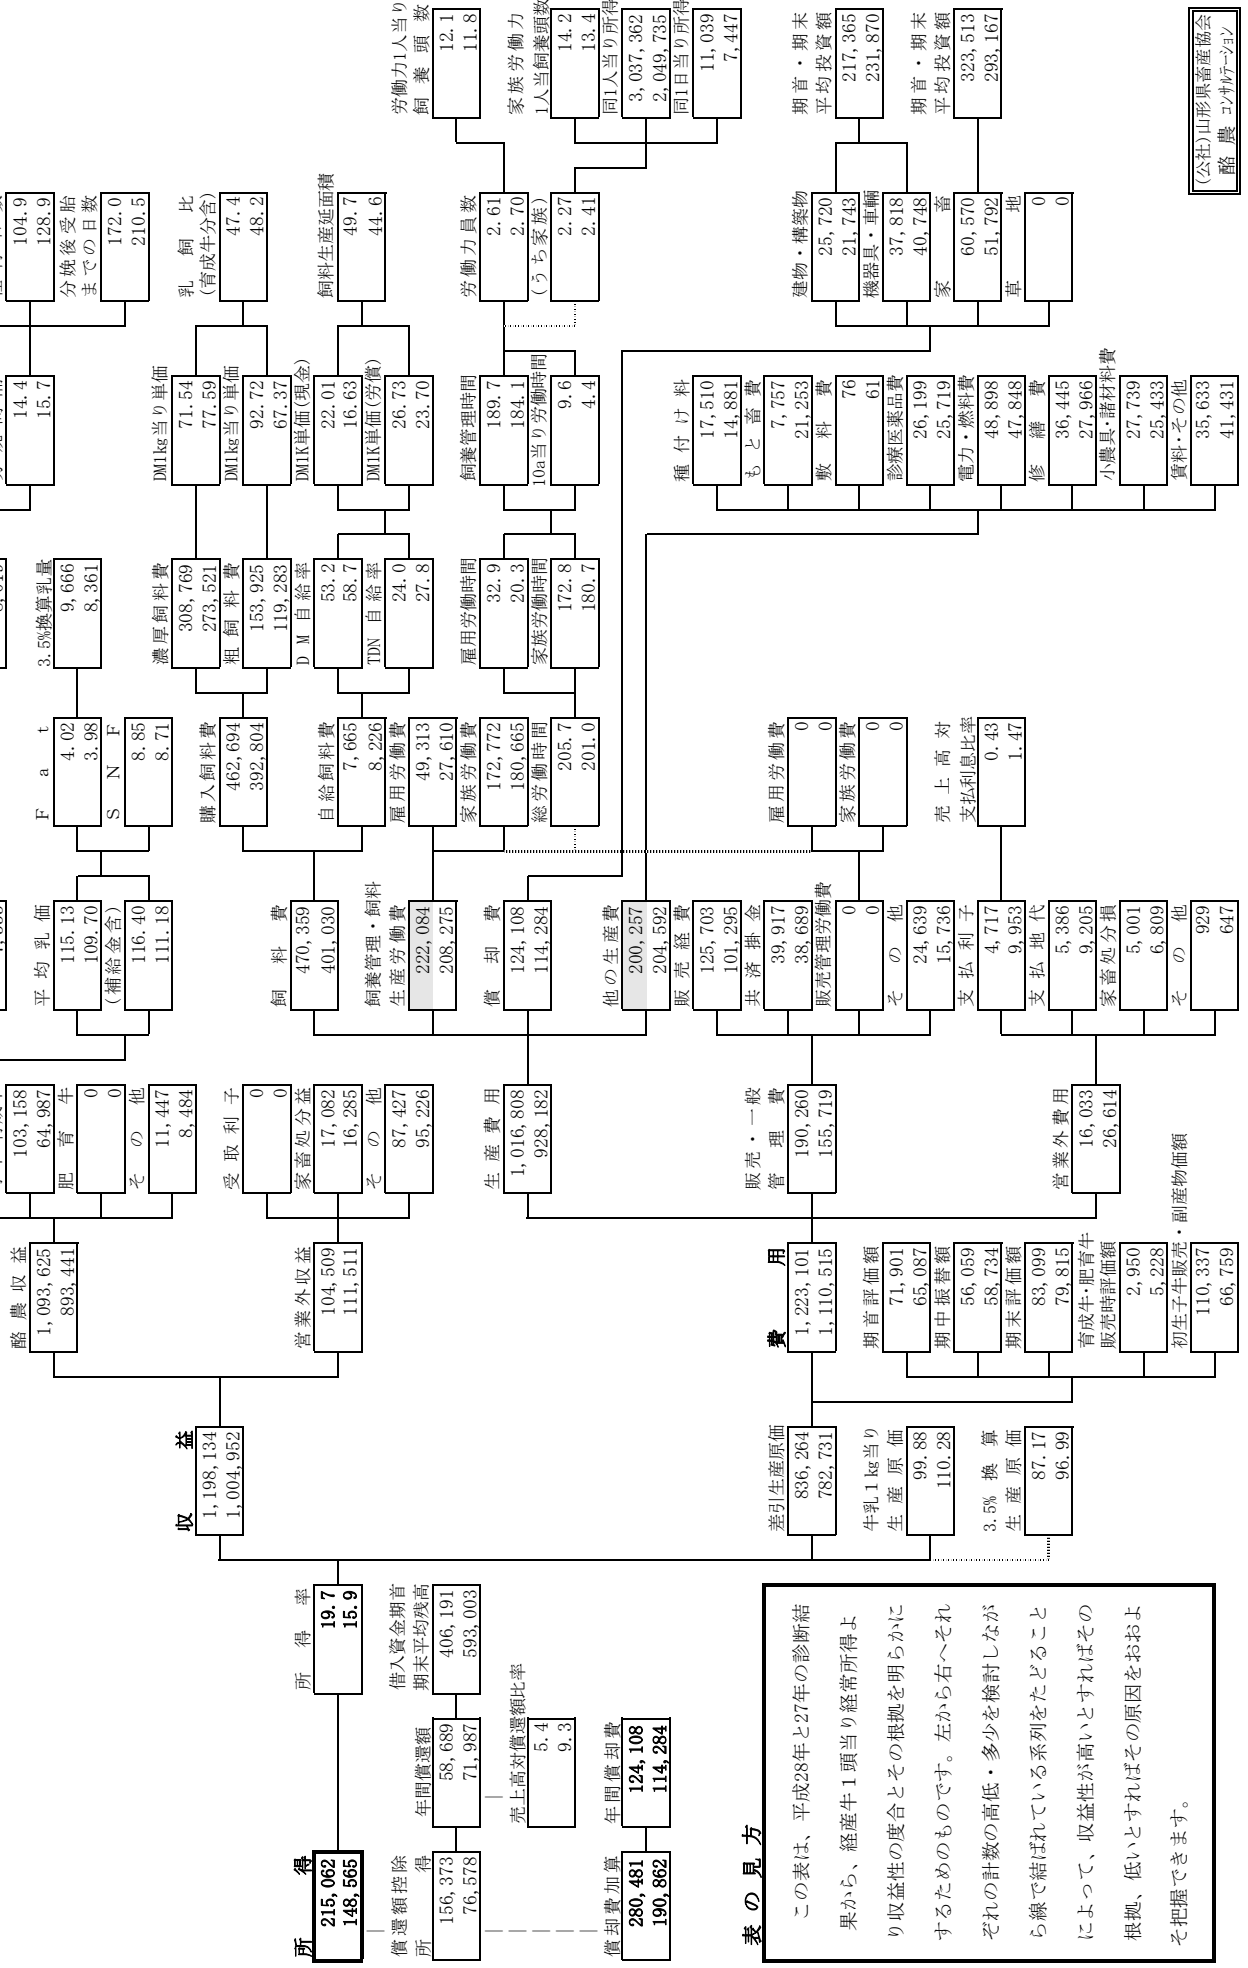 所得
215,062
148,565
償還額控除
所得
156,373
76,578
償却費加算
280,481
190,862
年間償還額
58,689
71,987
売上高対償還額比率
5.4
9.3
年間償却費
124,108
114,284
所得率
19.7
15.9
借入資金期首
期末平均残高
406,191
593,003
表の見方
この表は、平成28年と27年の診断結
果から、経産牛１頭当り経常所得よ
り収益性の度合とその根拠を明らかに
するためのものです。左から右へそれ
ぞれの計数の高低・多少を検討しなが
ら線で結ばれている系列をたどること
によって、収益性が高いとすればその
根拠、低いとすればその原因をおおよ
そ把握できます。
収益
1,198,134
1,004,952
差引生産原価
836,264
782,731
牛乳１kg当り
生産原価
99.88
110.28
3.5%換算
生産原価
87.17
96.99
酪農収益
1,093,625
893,441
営業外収益
104,509
111,511
費用
1,223,101
1,110,515
期首評価額
71,901
65,087
期中振替額
56,059
58,734
期末評価額
83,099
79,815
育成牛・肥育牛
販売時評価額
2,950
5,228
初生子牛販売・副産物価額
110,337
66,759
103,158
64,987
肥育牛
0
0
その他
11,447
8,484
受取利子
0
0
家畜処分益
17,082
16,285
その他
87,427
95,226
生産費用
1,016,808
928,182
販売・一般
管理費
190,260
155,719
営業外費用
16,033
26,614
平均乳価
115.13
109.70
(補給金含)
116.40
111.18
飼料費
470,359
401,030
飼養管理・飼料
生産労働費
222,084
208,275
償却費
124,108
114,284
他の生産費
200,257
204,592
販売経費
125,703
101,295
共済掛金
39,917
38,689
販売管理労働費
0
0
その他
24,639
15,736
支払利子
4,717
9,953
支払地代
5,386
9,205
家畜処分損
5,001
6,809
その他
929
647
Fat
4.02
3.98
SNF
8.85
8.71
購入飼料費
462,694
392,804
自給飼料費
7,665
8,226
雇用労働費
49,313
27,610
家族労働費
172,772
180,665
総労働時間
205.7
201.0
雇用労働費
0
0
家族労働費
0
0
売上高対
支払利息比率
0.43
1.47
3.5%換算乳量
9,666
8,361
濃厚飼料費
308,769
273,521
粗飼料費
153,925
119,283
DM自給率
53.2
58.7
TDN自給率
24.0
27.8
雇用労働時間
32.9
20.3
家族労働時間
172.8
180.7
14.4
15.7
DM1kg当り単価
71.54
77.59
DM1kg当り単価
92.72
67.37
DM1K単価(現金)
22.01
16.63
DM1K単価(労償)
26.73
23.70
飼養管理時間
189.7
184.1
10a当り労働時間
9.6
4.4
種付け料
17,510
14,881
もと畜費
7,757
21,253
敷料費
76
61
診療医薬品費
26,199
25,719
電力・燃料費
48,898
47,848
修繕費
36,445
27,966
小農具・諸材料費
27,739
25,433
賃料・その他
35,633
41,431
104.9
128.9
分娩後受胎
までの日数
172.0
210.5
乳飼比
(育成牛分含)
47.4
48.2
飼料生産延面積
49.7
44.6
労働力員数
2.61
2.70
(うち家族)
2.27
2.41
建物・構築物
25,720
21,743
機器具・車輛
37,818
40,748
家畜
60,570
51,792
草地
0
0
労働力1人当り
飼養頭数
12.1
11.8
家族労働力
1人当飼養頭数
14.2
13.4
同1人当り所得
3,037,362
2,049,735
同1日当り所得
11,039
7,447
期首・期末
平均投資額
217,365
231,870
期首・期末
平均投資額
323,513
293,167
(公社)山形県畜産協会
酪農 ｺﾝｻﾙﾃｰｼｮﾝ